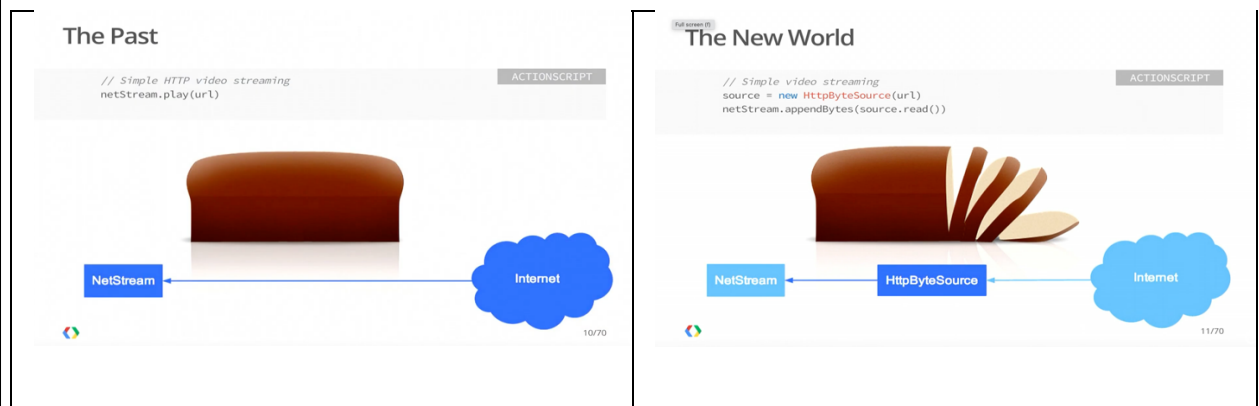 The Past
ACTIONSCRIPT
// Simple HTTP video streaming
netStream.play(url)
NetStream
Internet
10/70
Full screen (f)
The New World
ACTIONSCRIPT
// Simple video streaming
source = new HttpByteSource(url)
netStream.appendBytes(source.read())
NetStream
HttpByteSource
Internet
11/70